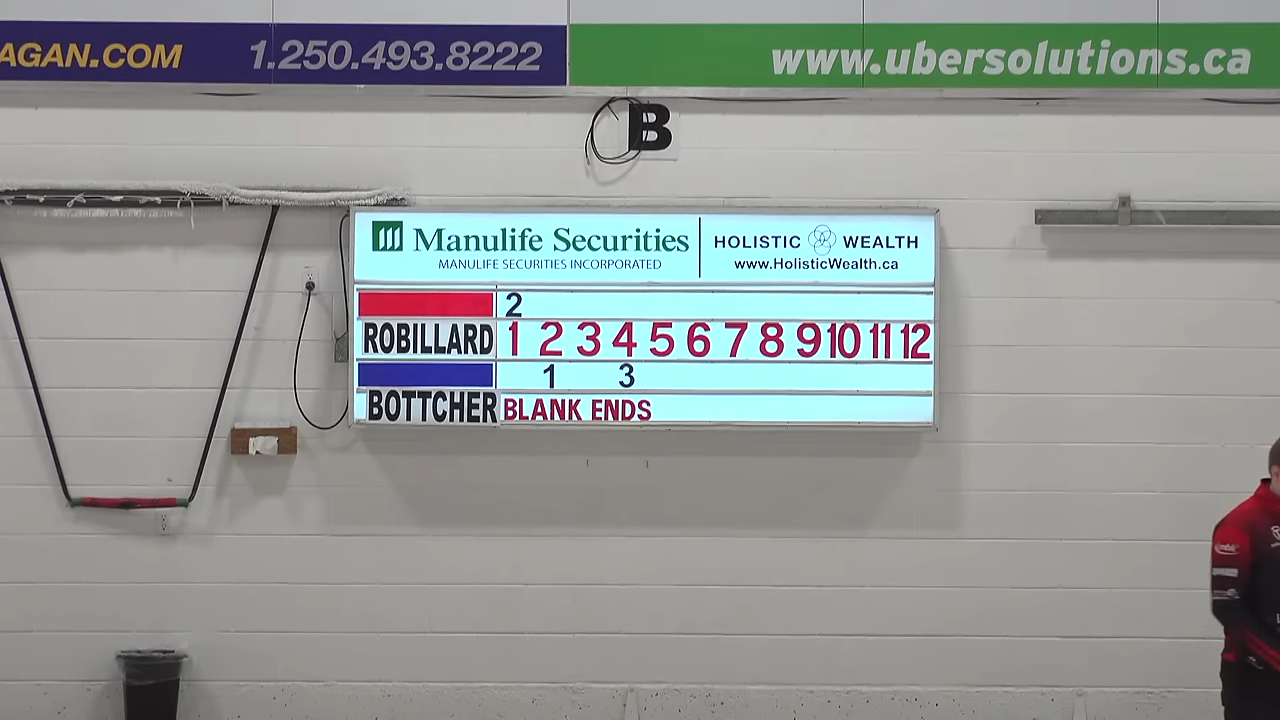 AGAN.COM 1.250.493.8222 www.ubersolutions.ca
B
Manulife Securities
MANULIFE SECURITIES INCORPORATED
HOLISTIC WEALTH
www.HolisticWealth.ca
2
ROBILLARD 1 2 3 4 5 6 7 8 9 10 11 12
1 3
BOTTCHER BLANK ENDS